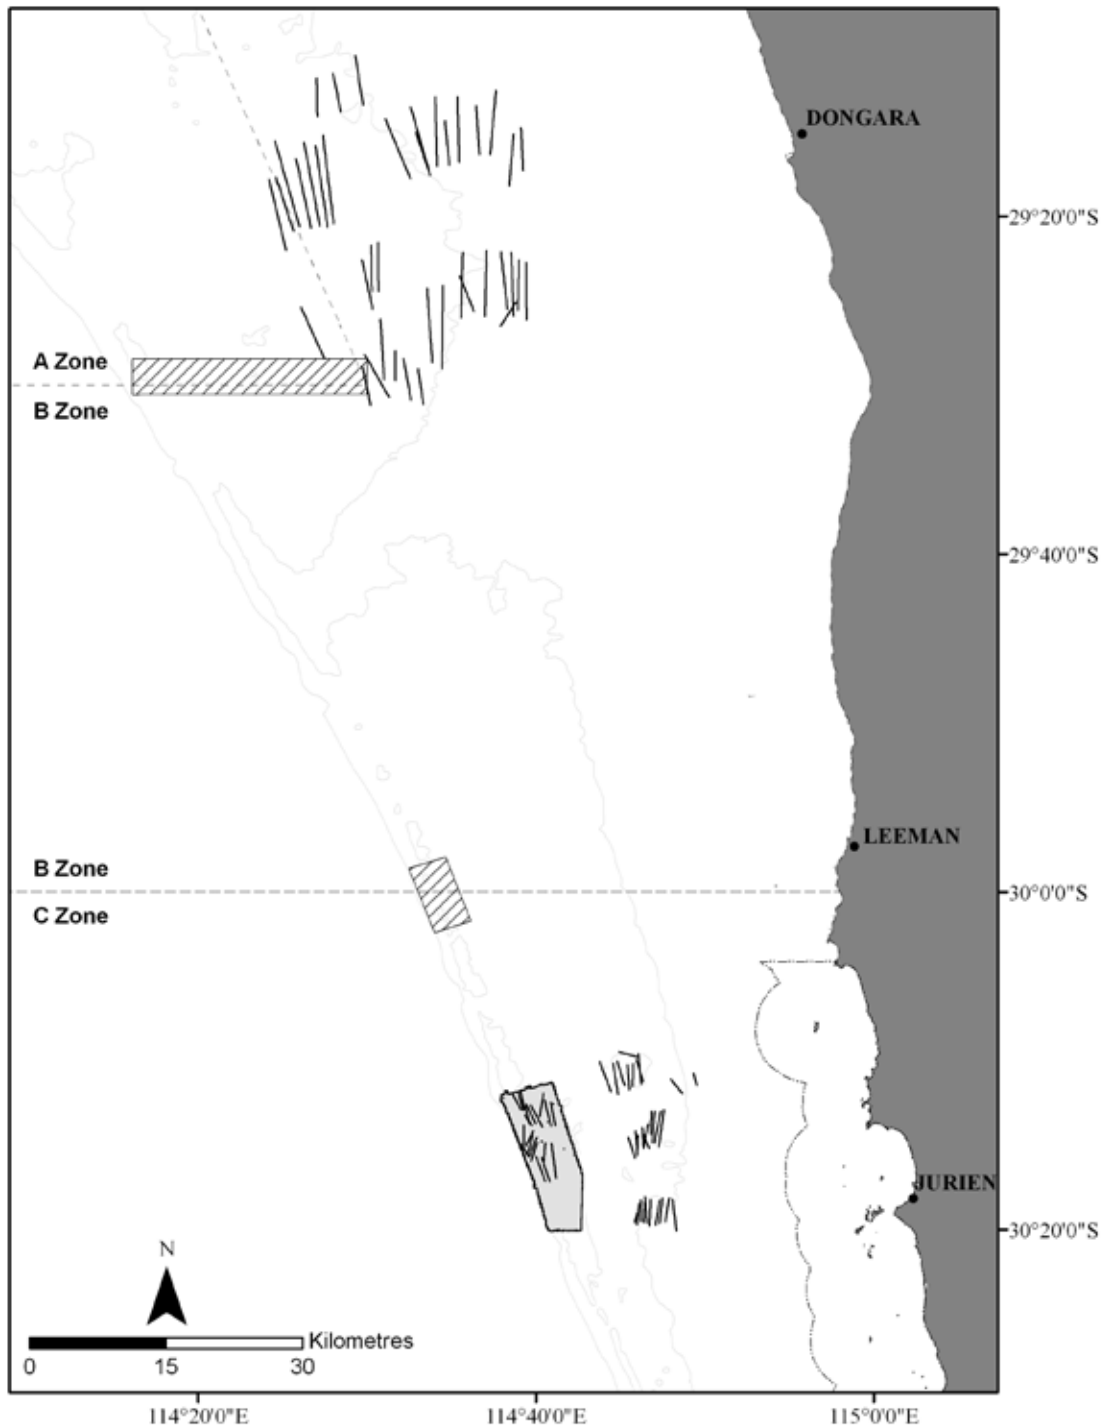 DONGARA
29°20'0"S
A Zone
B Zone
29°40'0"S
LEEMAN
B Zone
C Zone
30°0'0"S
JURIEN
30°20'0"S
N
Kilometres
0 15 30
114°20'0"E 114°40'0"E 115°0'0"E